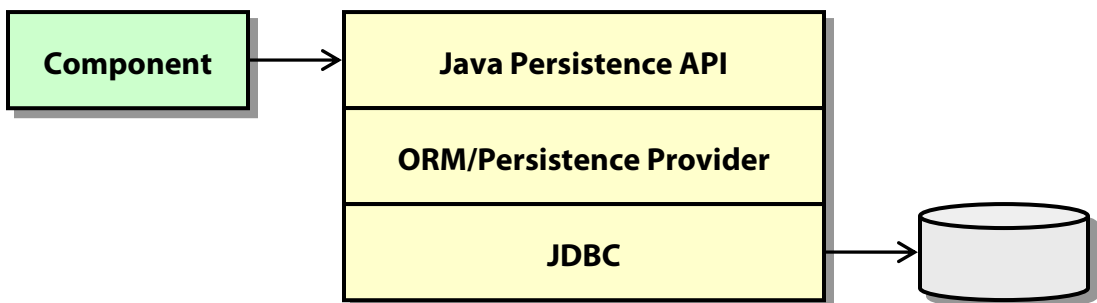 Component
Java Persistence API
ORM/Persistence Provider
JDBC